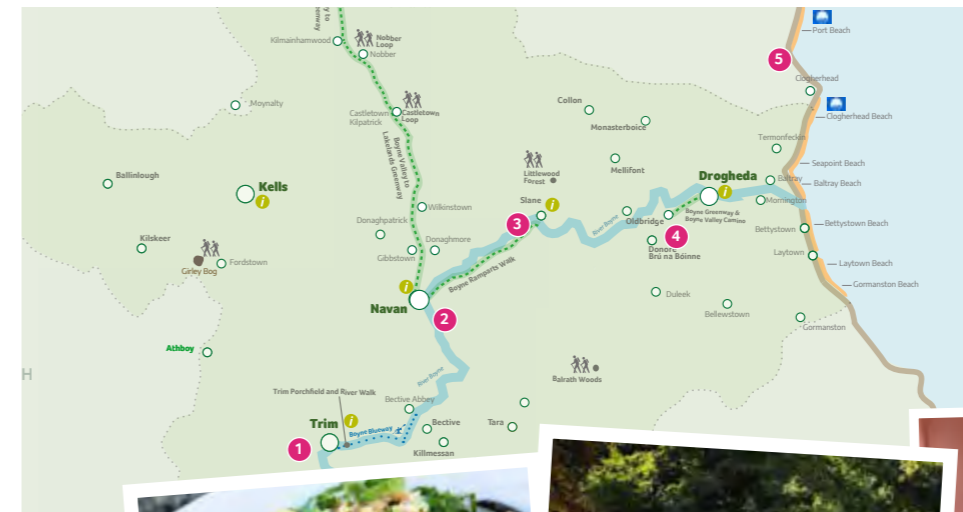 Port Beach
5
Clogherhead
Clogherhead Beach
Kilmainhamwood
Nobber
Loop
Nobber
Moynalty
Castletown
Kilpatrick
Castletown
Loop
Boyne Valley to
Lakelands Greenway
Collon
Monasterboice
Termonfeckin
Mellifont
Littlewood
Forest
Seapoint Beach
Ballinlough
Kells
i
Drogheda
i
Baltray
Baltray Beach
Mornington
Slane
i
Wilkinstown
3
River Boyne
Oldbridge
Boyne Greenway &
Boyne Valley Camino
4
Bettystown
Bettystown Beach
Donaghpatrick
Donaghmore
Gibbstown
Kilskeer
Girley Bog
Fordstown
Donore
Brú na Bóinne
Laytown
Laytown Beach
Boyne Ramparts Walk
i
Navan
2
Duleek
Bellewstown
Gormanston Beach
Gormanston
Athboy
H
River Boyne
Balrath Woods
Trim Porchfield and River Walk
Bective Abbey
Trim
i
Boyne Blueway
Bective
Tara
1
Killmessan